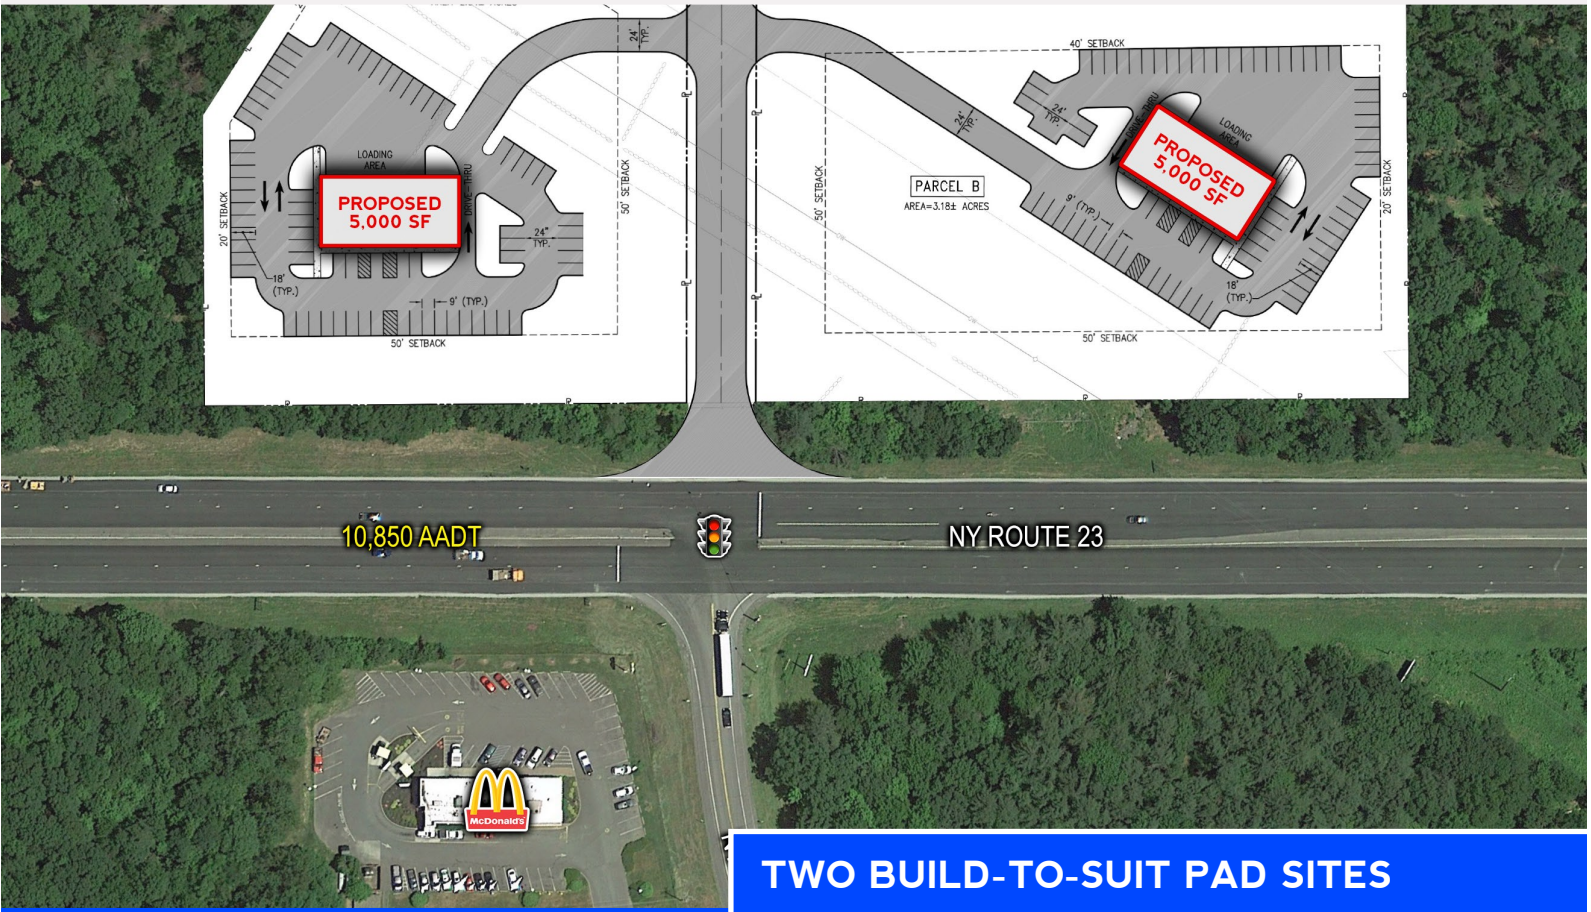 24'
TYP.
40' SETBACK
24'
TYP.
24'
TYP.
DRIVE-THRU
LOADING
AREA
PROPOSED
5,000 SF
LOADING
AREA
DRIVE-THRU
PROPOSED
5,000 SF
50' SETBACK
50' SETBACK
PARCEL B
AREA=3.18± ACRES
20' SETBACK
20' SETBACK
9' (TYP.)
24"
TYP.
18'
(TYP.)
18'
(TYP.)
9' (TYP.)
50' SETBACK
50' SETBACK
10,850 AADT
NY ROUTE 23
McDonald's
TWO BUILD-TO-SUIT PAD SITES